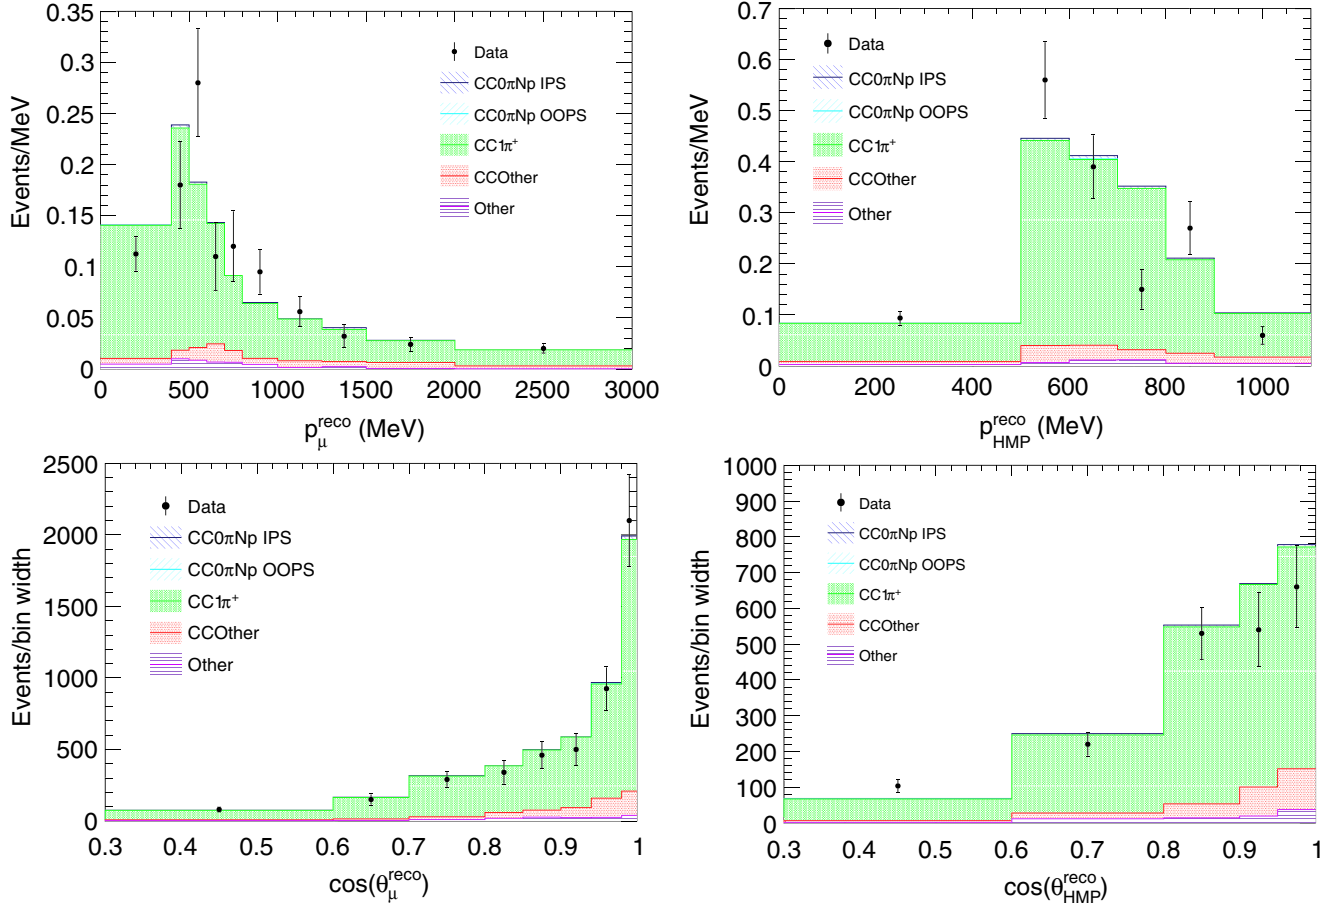 0.35
0.3
0.25
0.2
0.15
0.1
0.05
0
Events/MeV
Data
CC0πNp IPS
CC0πNp OOPS
CC1π⁺
CCOther
Other
0 500 1000 1500 2000 2500 3000
p_μ^reco (MeV)
0.7
0.6
0.5
0.4
0.3
0.2
0.1
0
Events/MeV
Data
CC0πNp IPS
CC0πNp OOPS
CC1π⁺
CCOther
Other
0 200 400 600 800 1000
p_HMP^reco (MeV)
2500
2000
1500
1000
500
0
Events/bin width
Data
CC0πNp IPS
CC0πNp OOPS
CC1π⁺
CCOther
Other
0.3 0.4 0.5 0.6 0.7 0.8 0.9 1
cos(θ_μ^reco)
1000
900
800
700
600
500
400
300
200
100
0
Events/bin width
Data
CC0πNp IPS
CC0πNp OOPS
CC1π⁺
CCOther
Other
0.3 0.4 0.5 0.6 0.7 0.8 0.9 1
cos(θ_HMP^reco)